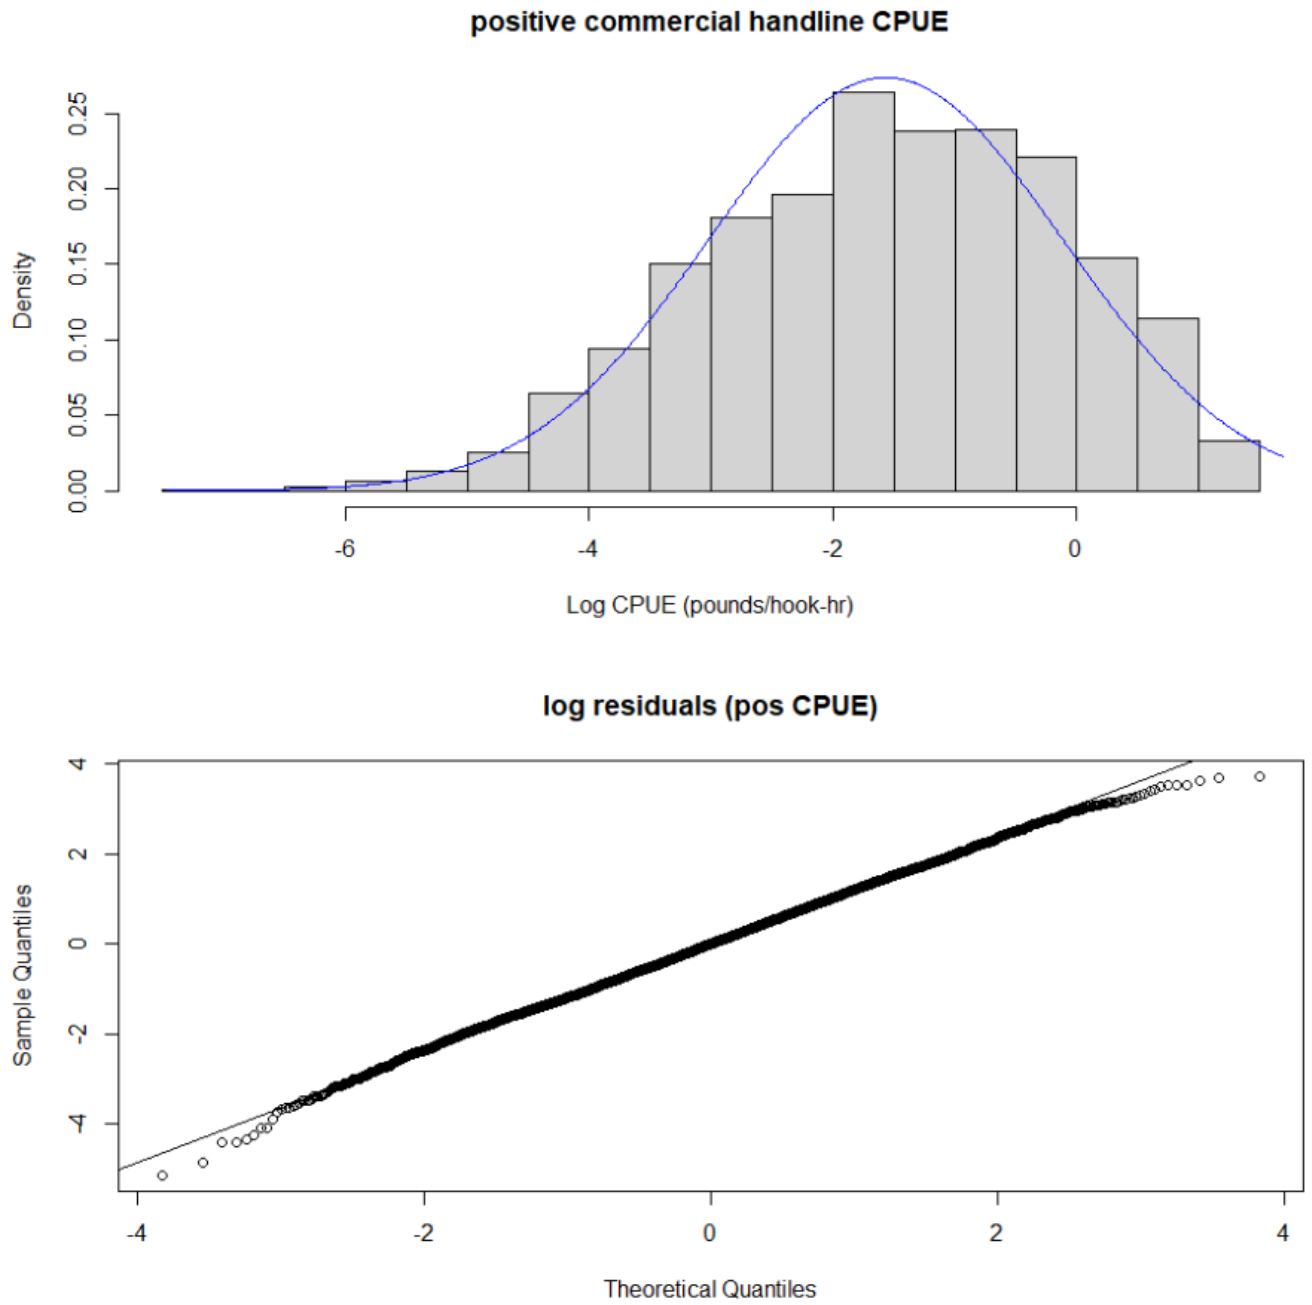 positive commercial handline CPUE
Density
0.00 0.05 0.10 0.15 0.20 0.25
-6 -4 -2 0
Log CPUE (pounds/hook-hr)
log residuals (pos CPUE)
Sample Quantiles
-4 -2 0 2 4
-4 -2 0 2 4
Theoretical Quantiles